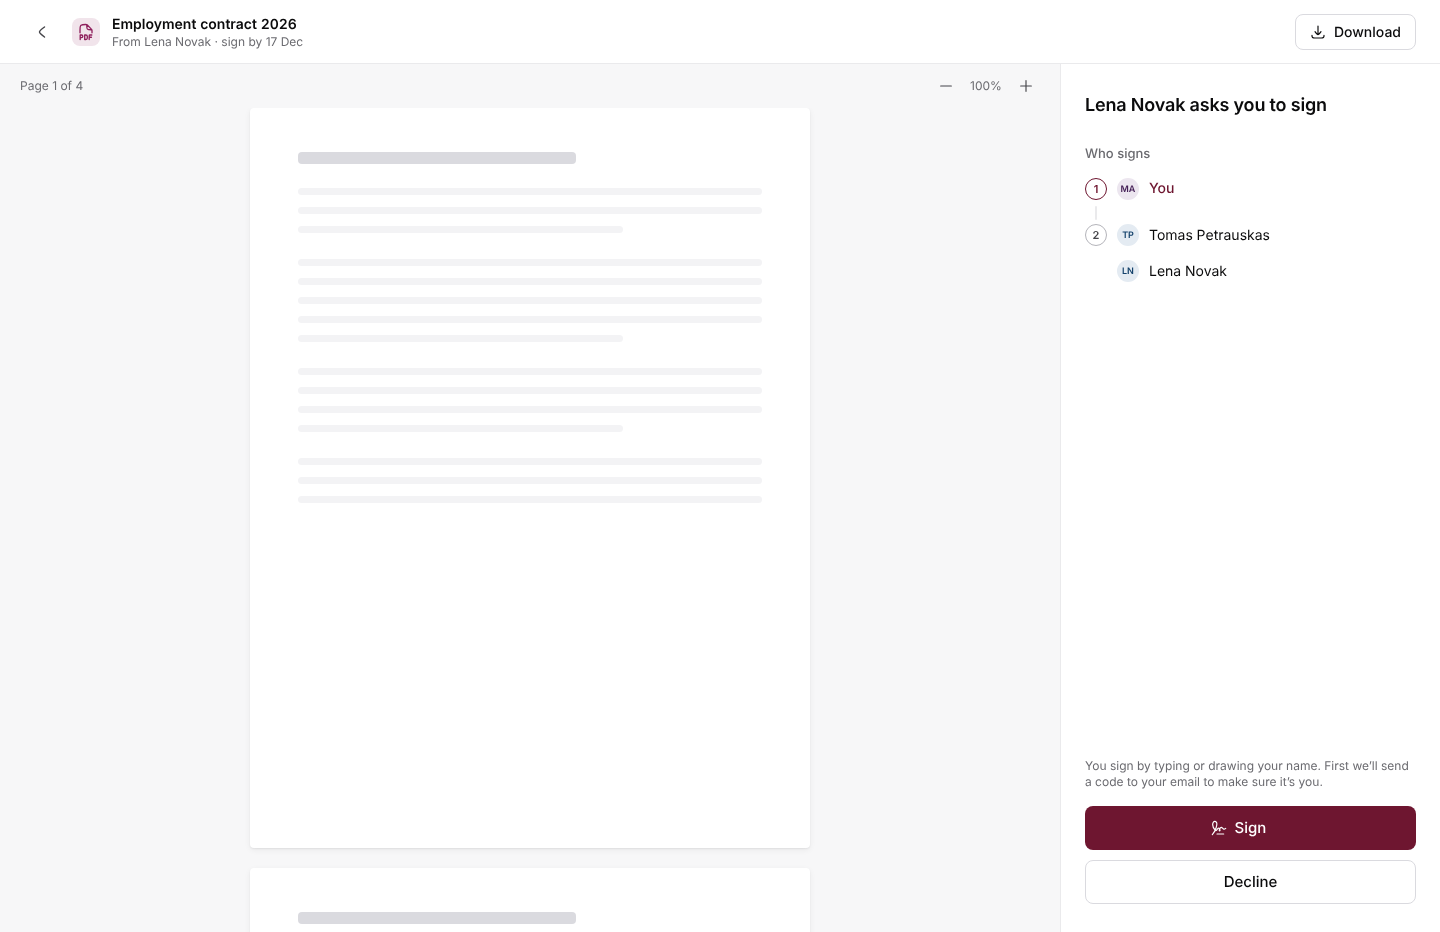 PDF
Employment contract 2026
From Lena Novak · sign by 17 Dec
Download
Page 1 of 4
100%
Lena Novak asks you to sign
Who signs
1 MA You
2 TP Tomas Petrauskas
LN Lena Novak
You sign by typing or drawing your name. First we’ll send
a code to your email to make sure it’s you.
Sign
Decline